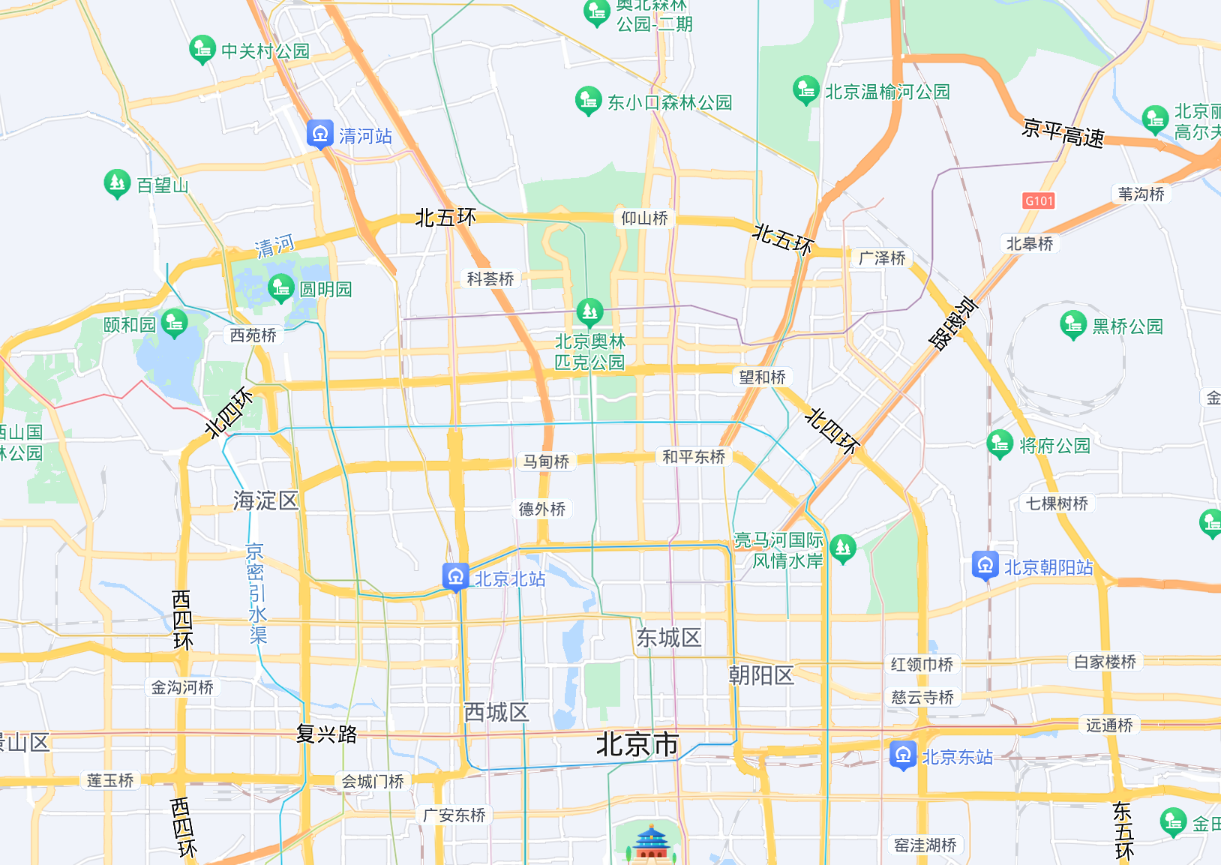 奥北森林
公园-二期
中关村公园
东小口森林公园
北京温榆河公园
北京丽
高尔夫
京平高速
清河站
百望山
G101
苇沟桥
北五环
仰山桥
北五环
清河
北皋桥
广泽桥
科荟桥
圆明园
颐和园
西苑桥
京密路
黑桥公园
北京奥林
匹克公园
望和桥
金
北四环
北四环
西山国
林公园
将府公园
马甸桥
和平东桥
海淀区
德外桥
七棵树桥
亮马河国际
风情水岸
北京朝阳站
北京北站
京密引水渠
西四环
东城区
红领巾桥
白家楼桥
朝阳区
金沟河桥
慈云寺桥
西城区
远通桥
复兴路
景山区
北京市
北京东站
莲玉桥
会城门桥
广安东桥
西四环
东五环
金田
窑洼湖桥